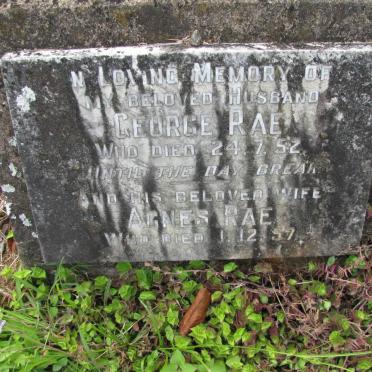 IN LOVING MEMORY OF
MY BELOVED HUSBAND
GEORGE RAE
WHO DIED 24.7.52
UNTIL THE DAY BREAK
AND HIS BELOVED WIFE
AGNES RAE
WHO DIED 1.12.57